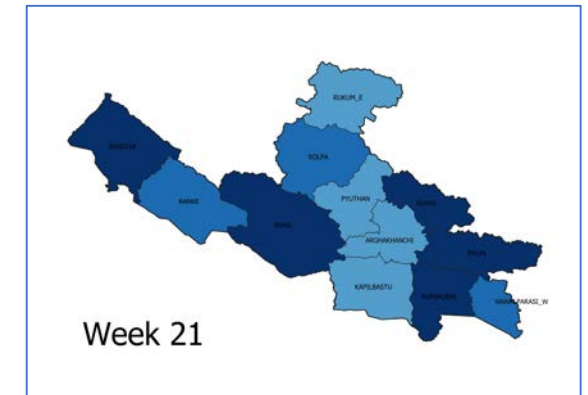 RUKUM_E
BARDIYA
ROLPA
BANKE
PYUTHAN
GULMI
DANG
ARGHAKHANCHI
PALPA
KAPILBASTU
RUPANDEHI
NAWALPARASI_W
Week 21